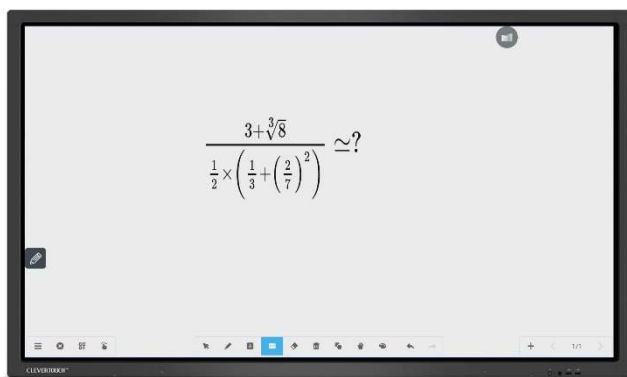 3+∛8 / (1/2 × (1/3 + (2/7)²)) ≃?
1/1
CLEVERTOUCH